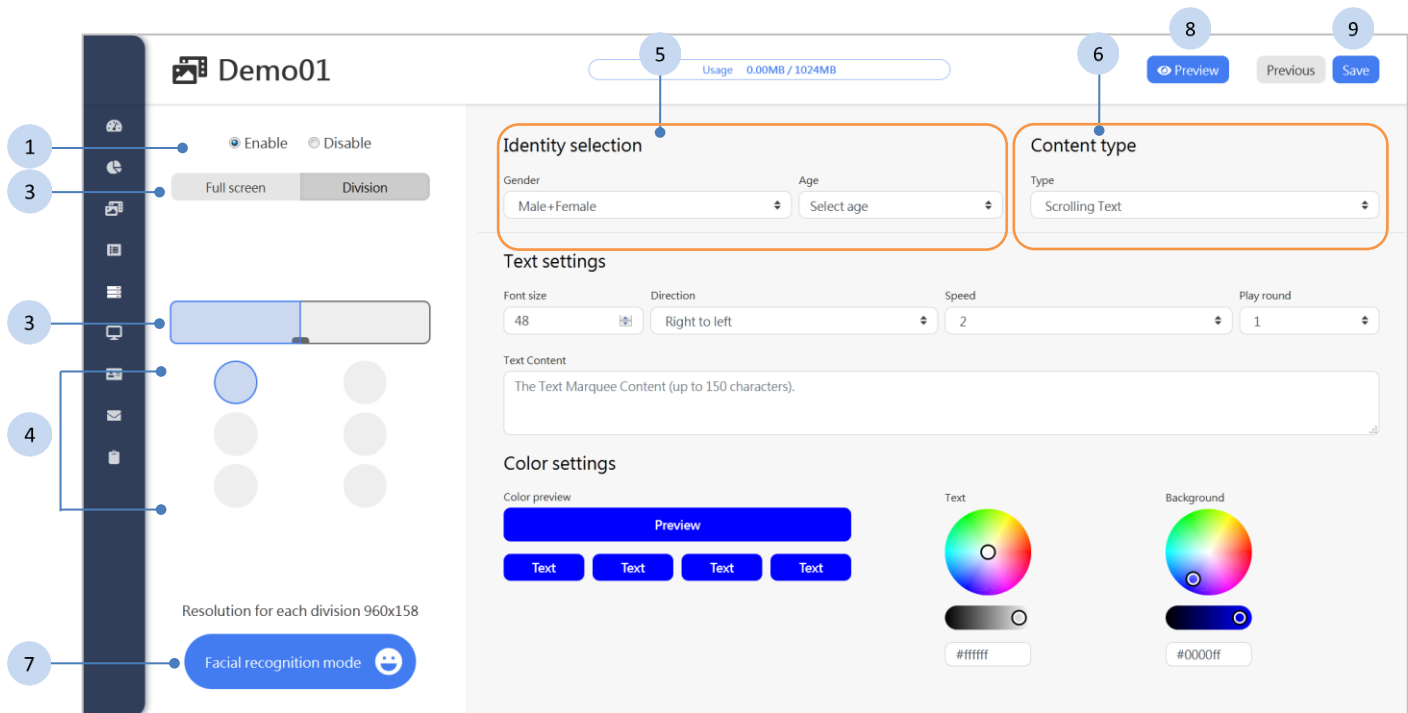 8
9
5
6
Demo01
Usage 0.00MB / 1024MB
Preview
Previous
Save
1
Enable
Disable
3
Full screen
Division
Identity selection
Gender
Age
Male+Female
Select age
Content type
Type
Scrolling Text
Text settings
Font size
Direction
Speed
Play round
3
48
Right to left
2
1
Text Content
The Text Marquee Content (up to 150 characters).
4
Color settings
Color preview
Preview
Text
Text
Text
Text
Text
Background
#ffffff
#0000ff
Resolution for each division 960x158
7
Facial recognition mode